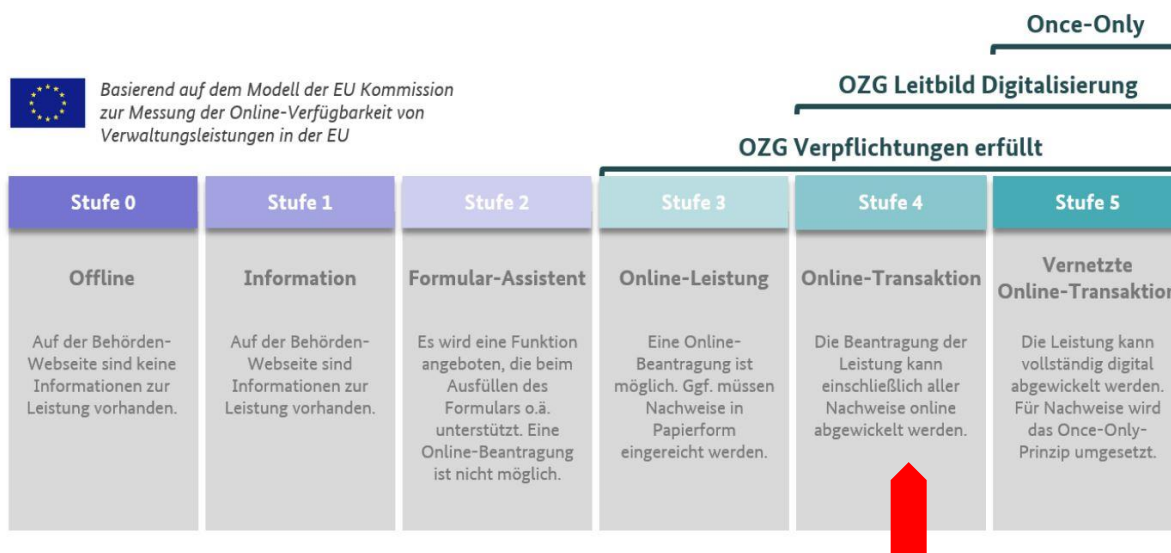 Once-Only
OZG Leitbild Digitalisierung
OZG Verpflichtungen erfüllt
Basierend auf dem Modell der EU Kommission
zur Messung der Online-Verfügbarkeit von
Verwaltungsleistungen in der EU
Stufe 0
Offline
Auf der Behörden-
Webseite sind keine
Informationen zur
Leistung vorhanden.
Stufe 1
Information
Auf der Behörden-
Webseite sind
Informationen zur
Leistung vorhanden.
Stufe 2
Formular-Assistent
Es wird eine Funktion
angeboten, die beim
Ausfüllen des
Formulars o.ä.
unterstützt. Eine
Online-Beantragung
ist nicht möglich.
Stufe 3
Online-Leistung
Eine Online-
Beantragung ist
möglich. Ggf. müssen
Nachweise in
Papierform
eingereicht werden.
Stufe 4
Online-Transaktion
Die Beantragung der
Leistung kann
einschließlich aller
Nachweise online
abgewickelt werden.
Stufe 5
Vernetzte
Online-Transaktion
Die Leistung kann
vollständig digital
abgewickelt werden.
Für Nachweise wird
das Once-Only-
Prinzip umgesetzt.